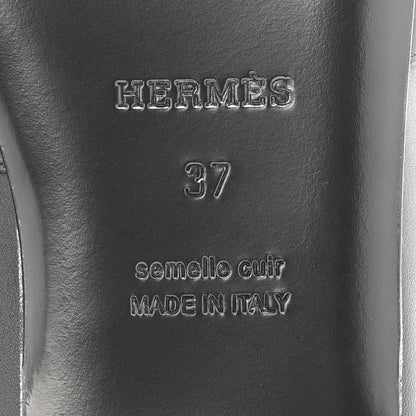 HERMÈS
37
semelle cuir
MADE IN ITALY